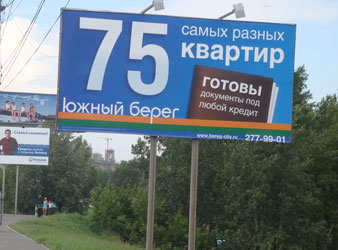 75 самых разных
квартир
южный берег
ГОТОВЫ
документы под
любой кредит
www.bereg-city.ru 277-99-01